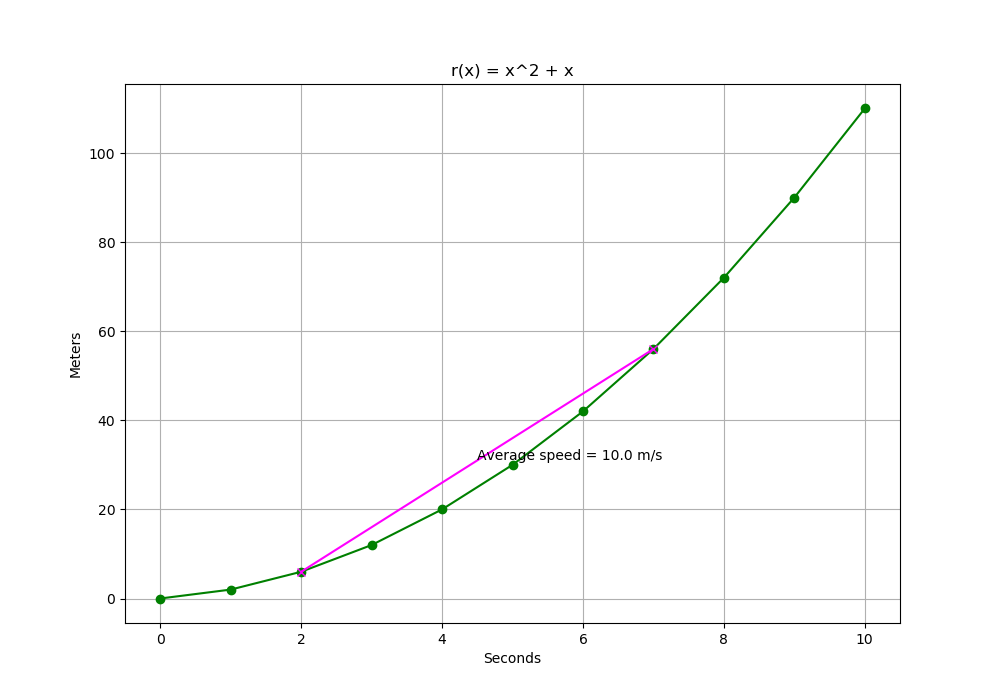 r(x) = x^2 + x
100
80
60
40
20
0
Meters
Average speed = 10.0 m/s
0 2 4 6 8 10
Seconds